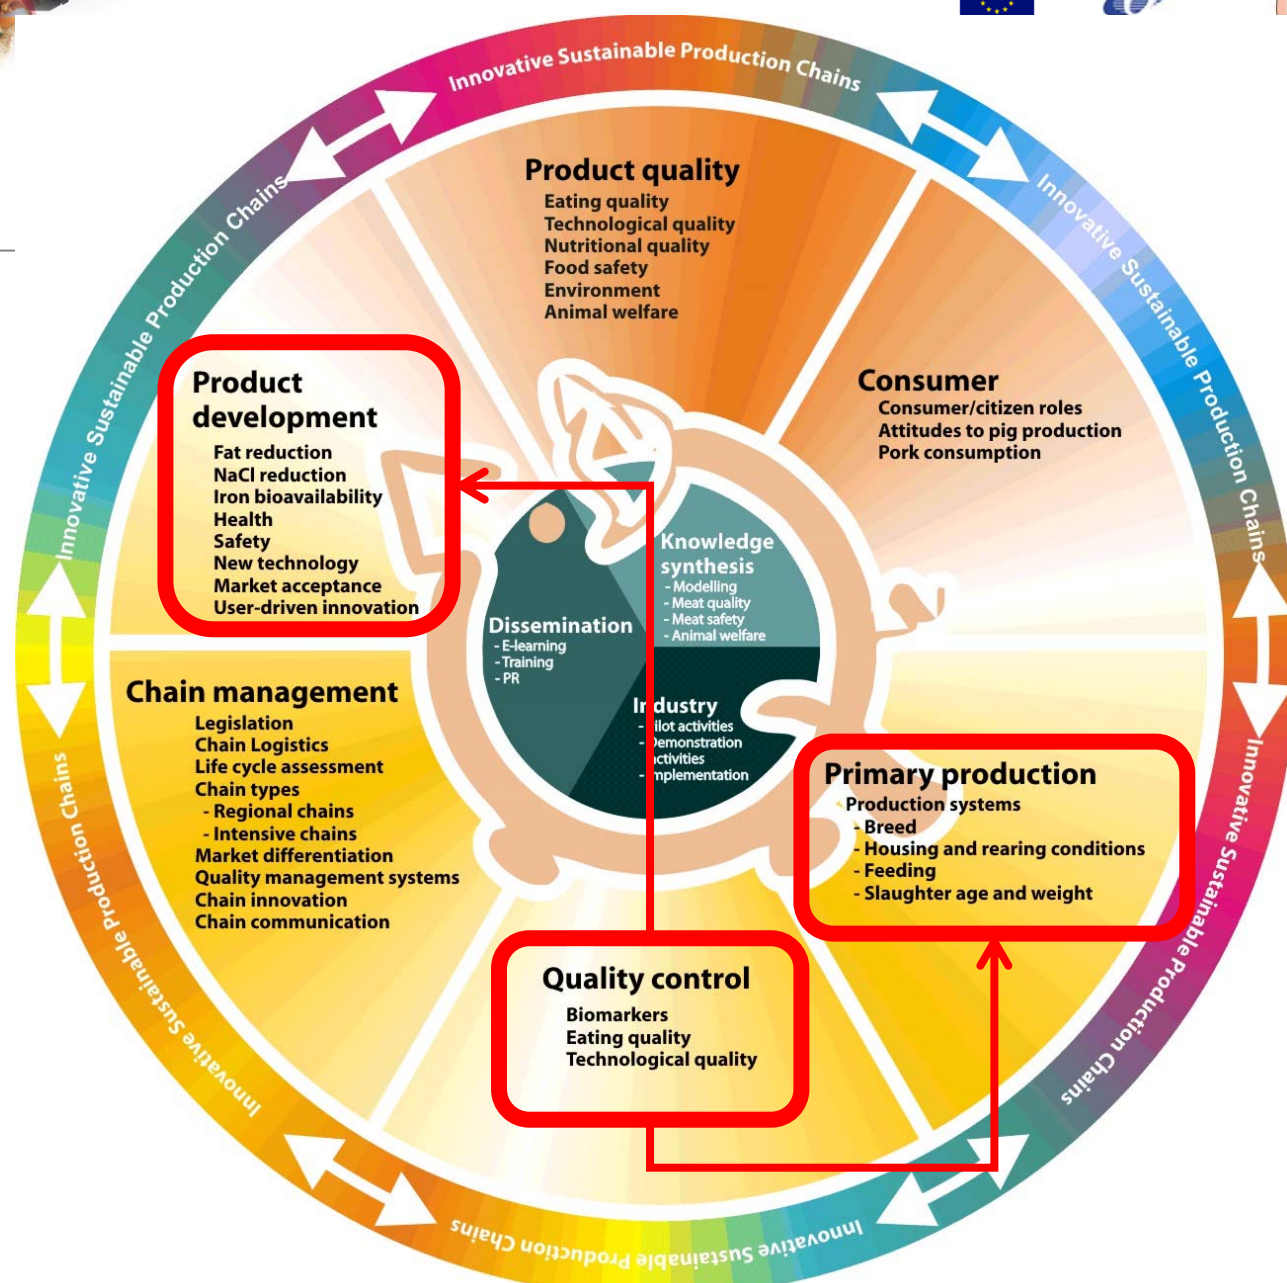 Innovative Sustainable Production Chains
Innovative Sustainable Production Chains
Innovative Sustainable Production Chains
Product quality
Eating quality
Technological quality
Nutritional quality
Food safety
Environment
Animal welfare
Product
development
Fat reduction
NaCl reduction
Iron bioavailability
Health
Safety
New technology
Market acceptance
User-driven innovation
Consumer
Consumer/citizen roles
Attitudes to pig production
Pork consumption
Knowledge
synthesis
- Modelling
- Meat quality
- Meat safety
- Animal welfare
Dissemination
- E-learning
- Training
- PR
Industry
- Pilot activities
- Demonstration
activities
- Implementation
Chain management
Legislation
Chain Logistics
Life cycle assessment
Chain types
- Regional chains
- Intensive chains
Market differentiation
Quality management systems
Chain innovation
Chain communication
Primary production
Production systems
- Breed
- Housing and rearing conditions
- Feeding
- Slaughter age and weight
Quality control
Biomarkers
Eating quality
Technological quality
Innovative Sustainable Production Chains
Innovative Sustainable Production Chains
Innovative Sustainable Production Chains